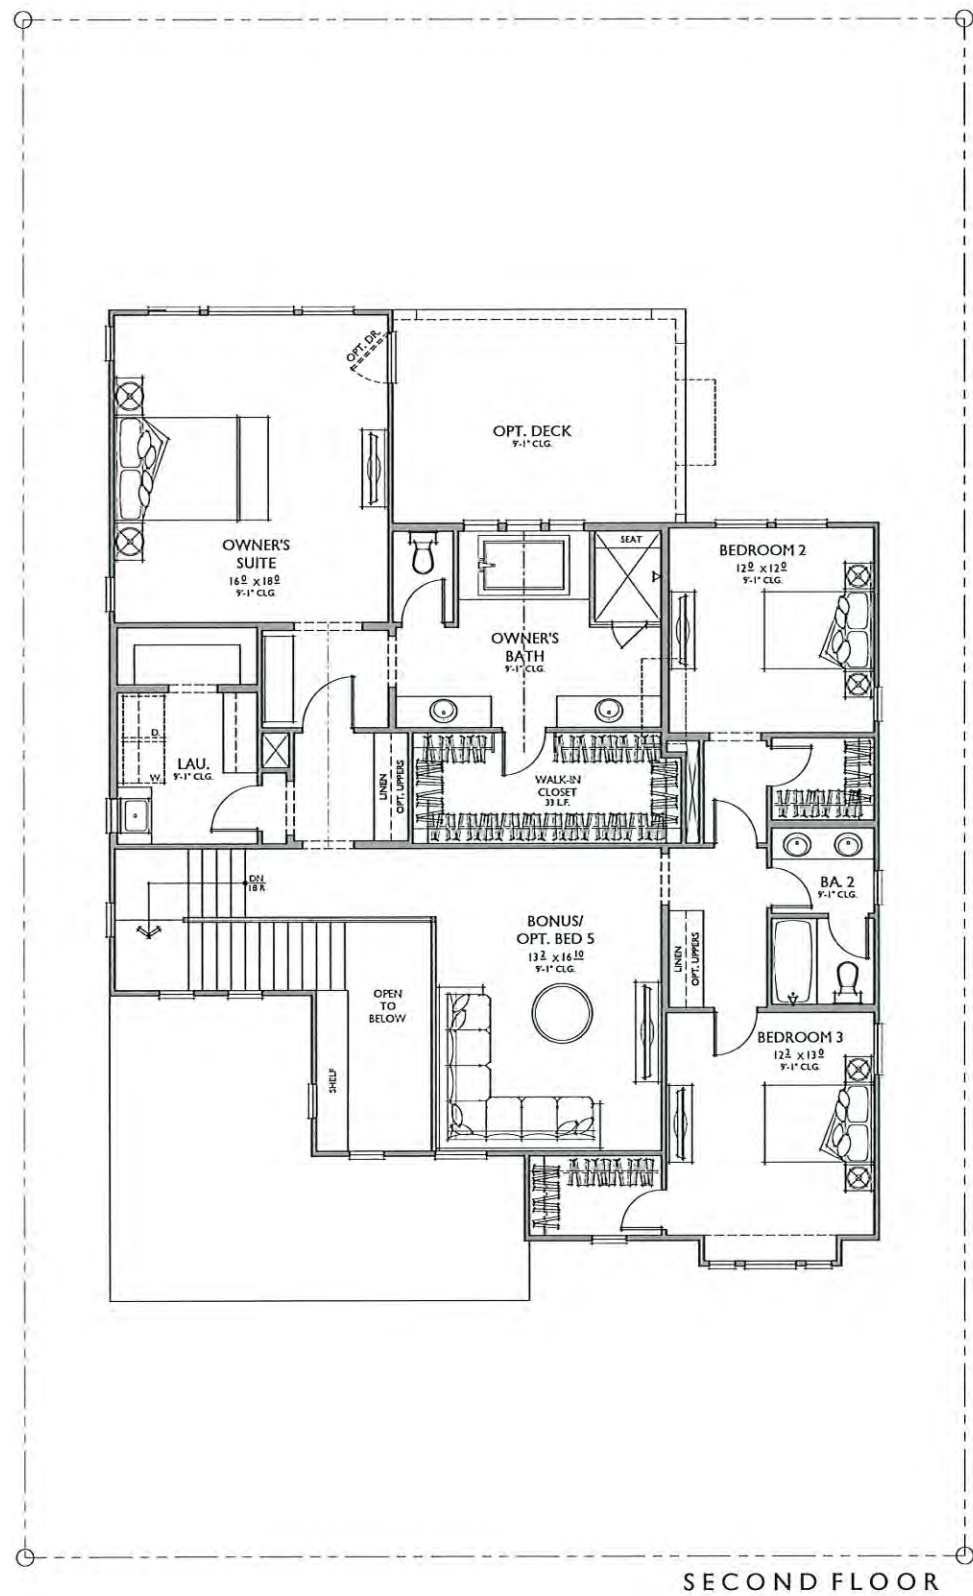 OPT. DR.
OPT. DECK
9'-1" CLG.
OWNER'S
SUITE
16⁰ X 18⁰
9'-1" CLG.
SEAT
BEDROOM 2
12⁰ X 12⁰
9'-1" CLG.
OWNER'S
BATH
9'-1" CLG.
D.
LAU.
9'-1" CLG.
W.
LINEN
OPT. UPPERS
WALK-IN
CLOSET
33 L.F.
DN
18 R
BA. 2
9'-1" CLG.
BONUS/
OPT. BED 5
13² X 16¹⁰
9'-1" CLG.
LINEN
OPT. UPPERS
OPEN
TO
BELOW
SHELF
BEDROOM 3
12² X 13⁰
9'-1" CLG.
SECOND FLOOR